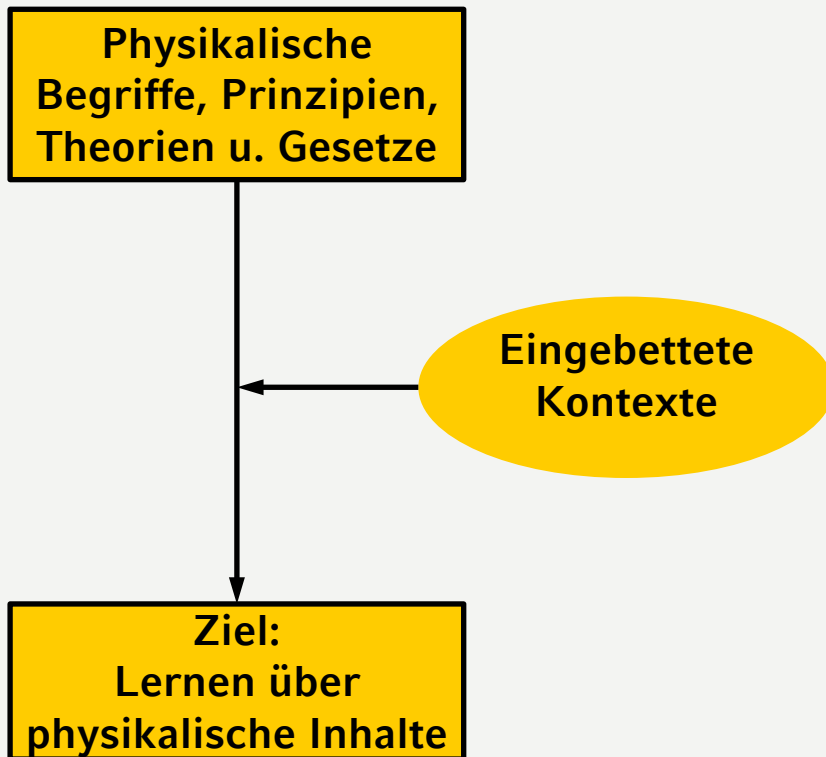 Physikalische
Begriffe, Prinzipien,
Theorien u. Gesetze
Eingebettete
Kontexte
Ziel:
Lernen über
physikalische Inhalte